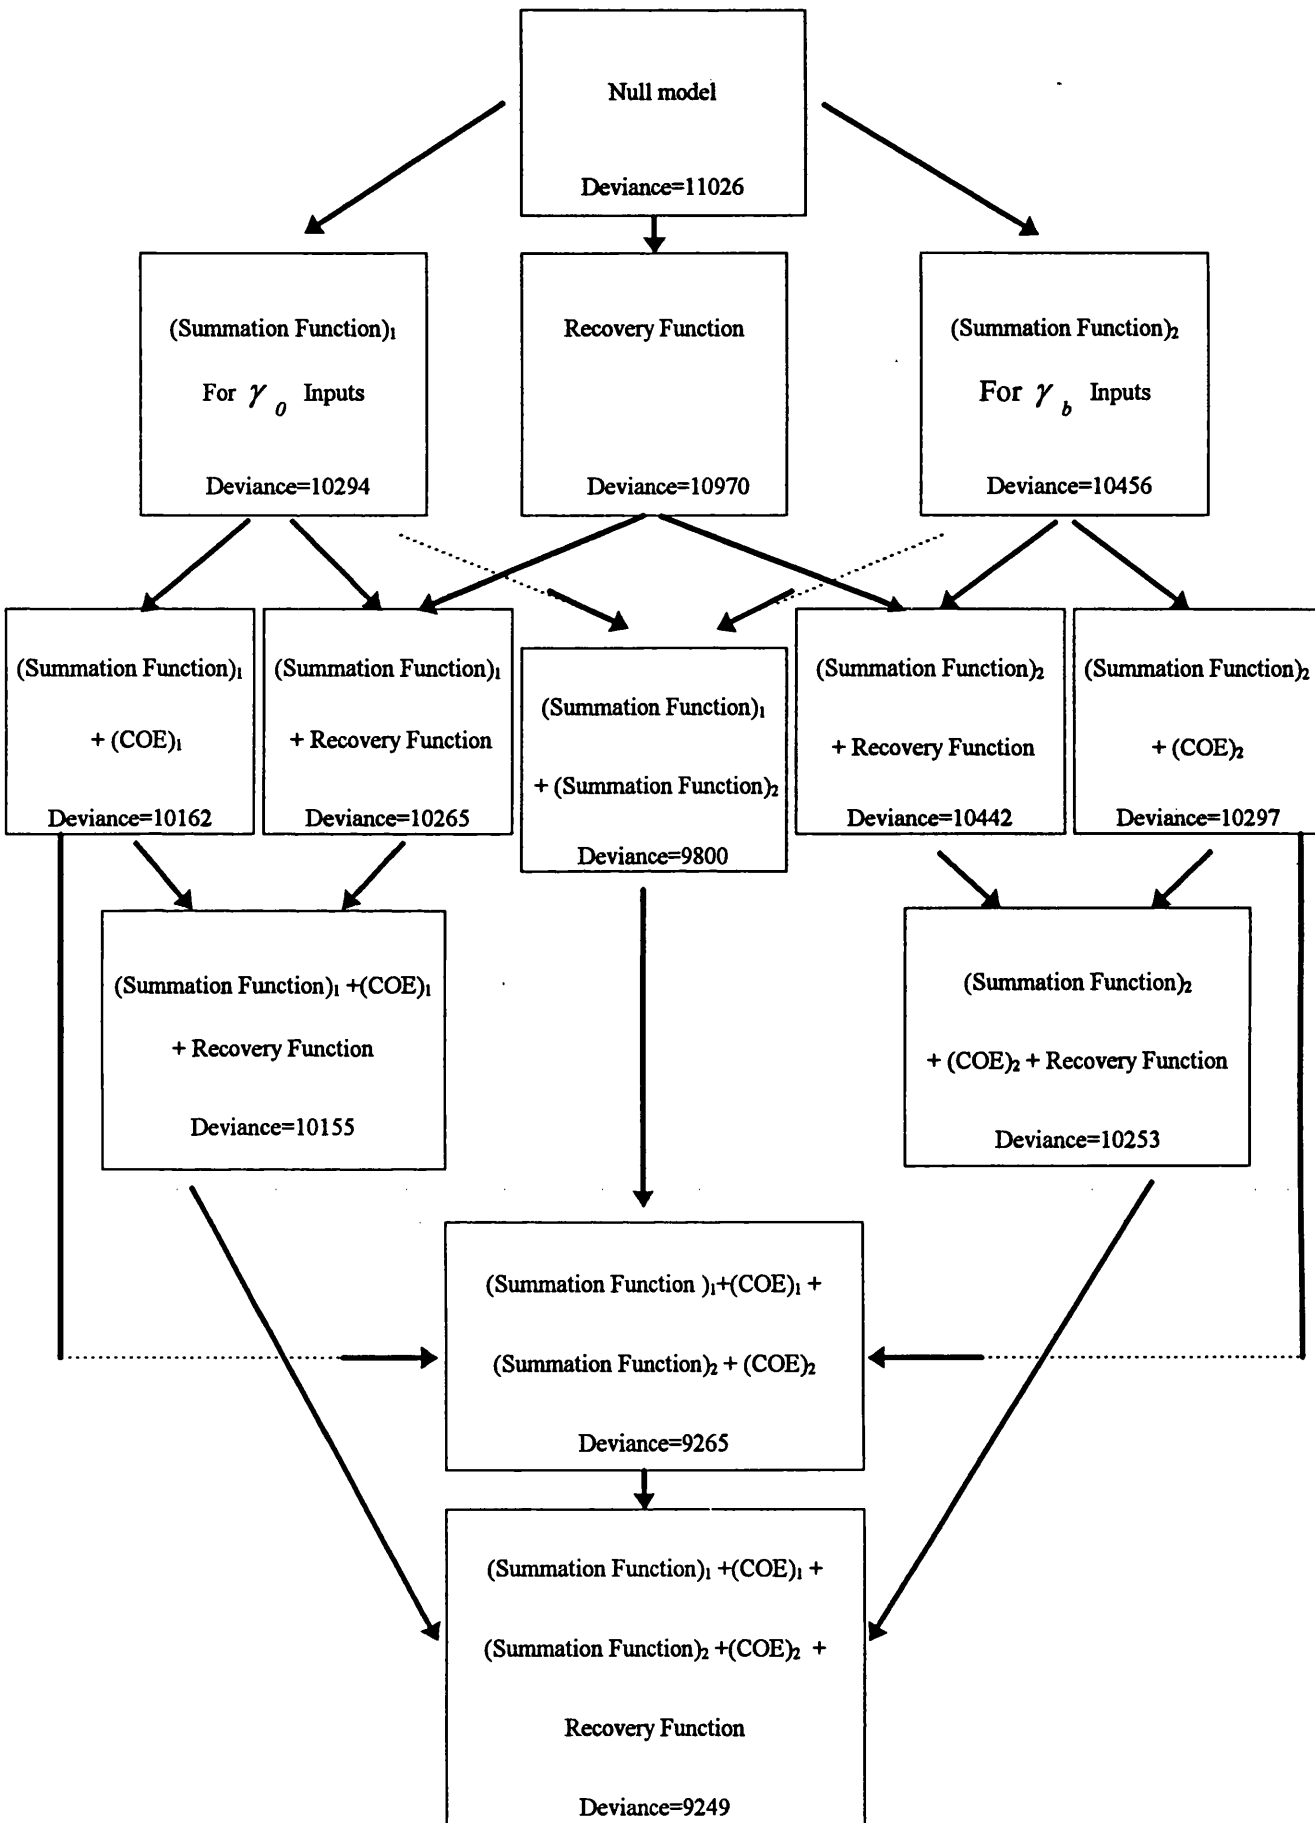 Null model
Deviance=11026
(Summation Function)₁
For γ ₀ Inputs
Deviance=10294
Recovery Function
Deviance=10970
(Summation Function)₂
For γ b Inputs
Deviance=10456
(Summation Function)₁
+ (COE)₁
Deviance=10162
(Summation Function)₁
+ Recovery Function
Deviance=10265
(Summation Function)₁
+ (Summation Function)₂
Deviance=9800
(Summation Function)₂
+ Recovery Function
Deviance=10442
(Summation Function)₂
+ (COE)₂
Deviance=10297
(Summation Function)₁ +(COE)₁
+ Recovery Function
Deviance=10155
(Summation Function)₂
+ (COE)₂ + Recovery Function
Deviance=10253
(Summation Function )₁+(COE)₁ +
(Summation Function)₂ + (COE)₂
Deviance=9265
(Summation Function)₁ +(COE)₁ +
(Summation Function)₂ +(COE)₂ +
Recovery Function
Deviance=9249